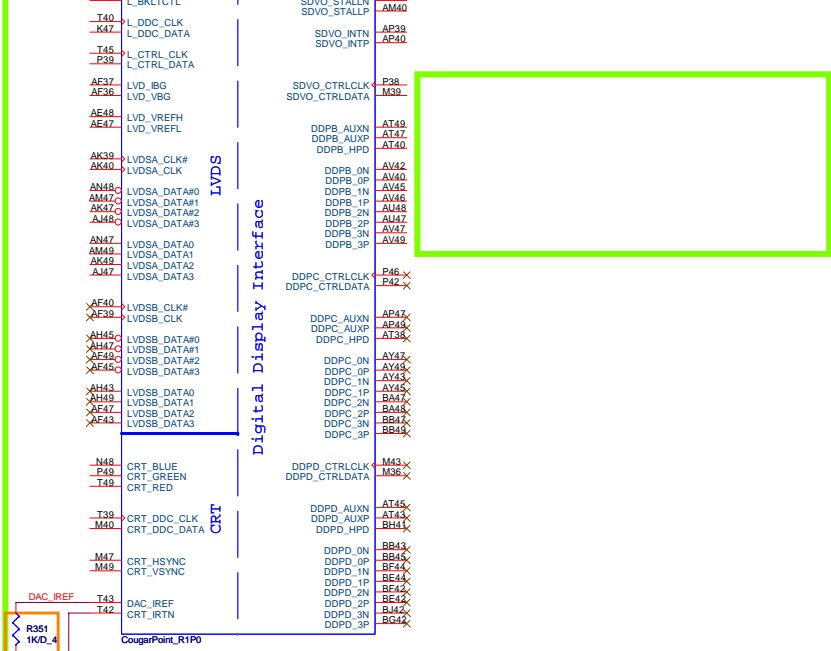 L_BKLTCTL
T40 L_DDC_CLK
K47 L_DDC_DATA
T45 L_CTRL_CLK
P39 L_CTRL_DATA
AF37 LVD_IBG
AF36 LVD_VBG
AE48 LVD_VREFH
AE47 LVD_VREFL
AK39 LVDSA_CLK#
AK40 LVDSA_CLK
AN48 LVDSA_DATA#0
AM47 LVDSA_DATA#1
AK47 LVDSA_DATA#2
AJ48 LVDSA_DATA#3
AN47 LVDSA_DATA0
AM49 LVDSA_DATA1
AK49 LVDSA_DATA2
AJ47 LVDSA_DATA3
AF40 LVDSB_CLK#
AF39 LVDSB_CLK
AH45 LVDSB_DATA#0
AH47 LVDSB_DATA#1
AF49 LVDSB_DATA#2
AF45 LVDSB_DATA#3
AH43 LVDSB_DATA0
AH49 LVDSB_DATA1
AF47 LVDSB_DATA2
AF43 LVDSB_DATA3
N48 CRT_BLUE
P49 CRT_GREEN
T49 CRT_RED
T39 CRT_DDC_CLK
M40 CRT_DDC_DATA
M47 CRT_HSYNC
M49 CRT_VSYNC
DAC_IREF T43 DAC_IREF
T42 CRT_IRTN
R351
1K/D_4
CougarPoint_R1P0
LVDS
CRT
Digital Display Interface
SDVO_STALLN
SDVO_STALLP AM40
SDVO_INTN AP39
SDVO_INTP AP40
SDVO_CTRLCLK P38
SDVO_CTRLDATA M39
DDPB_AUXN AT49
DDPB_AUXP AT47
DDPB_HPD AT40
DDPB_0N AV42
DDPB_0P AV40
DDPB_1N AV45
DDPB_1P AV46
DDPB_2N AU48
DDPB_2P AU47
DDPB_3N AV47
DDPB_3P AV49
DDPC_CTRLCLK P46
DDPC_CTRLDATA P42
DDPC_AUXN AP47
DDPC_AUXP AP49
DDPC_HPD AT38
DDPC_0N AY47
DDPC_0P AY49
DDPC_1N AY43
DDPC_1P AY45
DDPC_2N BA47
DDPC_2P BA48
DDPC_3N BB47
DDPC_3P BB49
DDPD_CTRLCLK M43
DDPD_CTRLDATA M36
DDPD_AUXN AT45
DDPD_AUXP AT43
DDPD_HPD BH41
DDPD_0N BB43
DDPD_0P BB45
DDPD_1N BF44
DDPD_1P BE44
DDPD_2N BF42
DDPD_2P BE42
DDPD_3N BJ42
DDPD_3P BG42